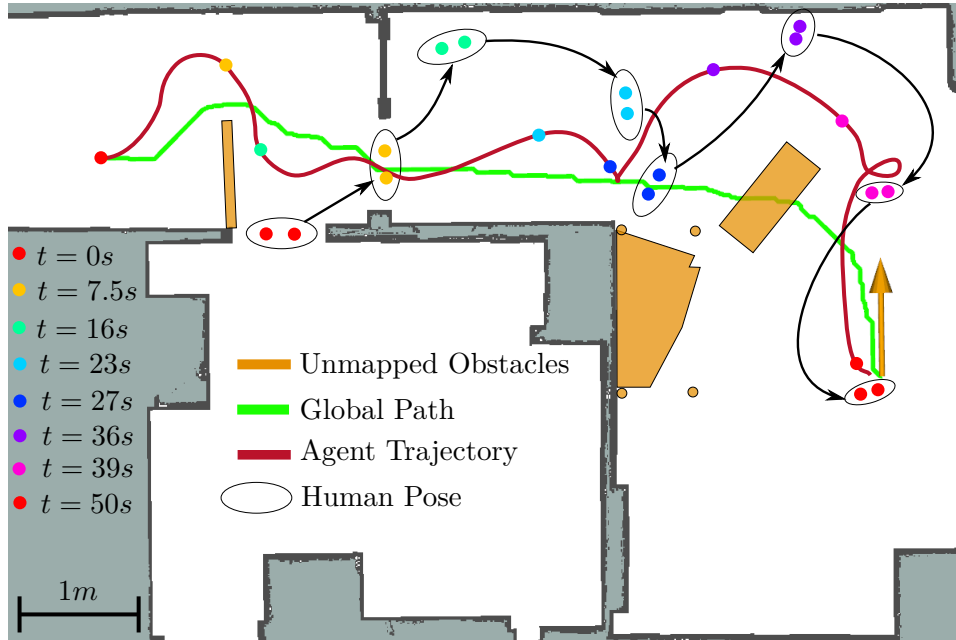 t = 0s
t = 7.5s
t = 16s
t = 23s
t = 27s
t = 36s
t = 39s
t = 50s
1m
Unmapped Obstacles
Global Path
Agent Trajectory
Human Pose